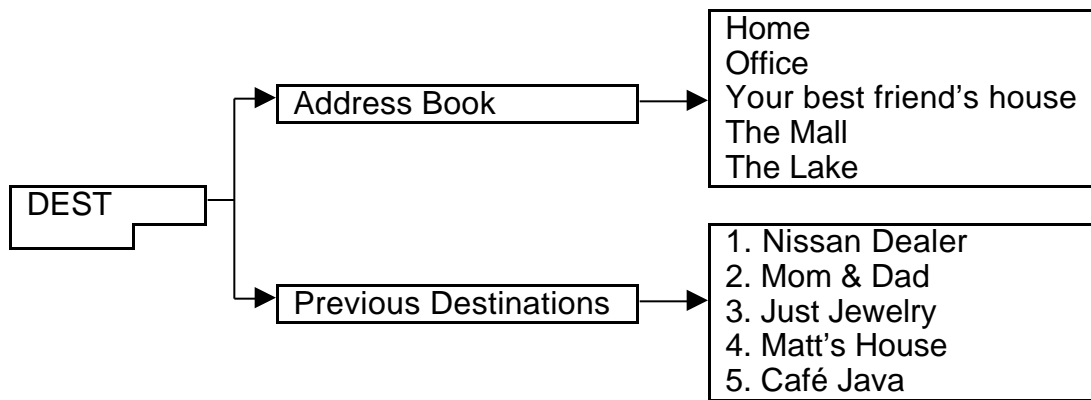 DEST
Address Book
Home
Office
Your best friend’s house
The Mall
The Lake
Previous Destinations
1. Nissan Dealer
2. Mom & Dad
3. Just Jewelry
4. Matt’s House
5. Café Java